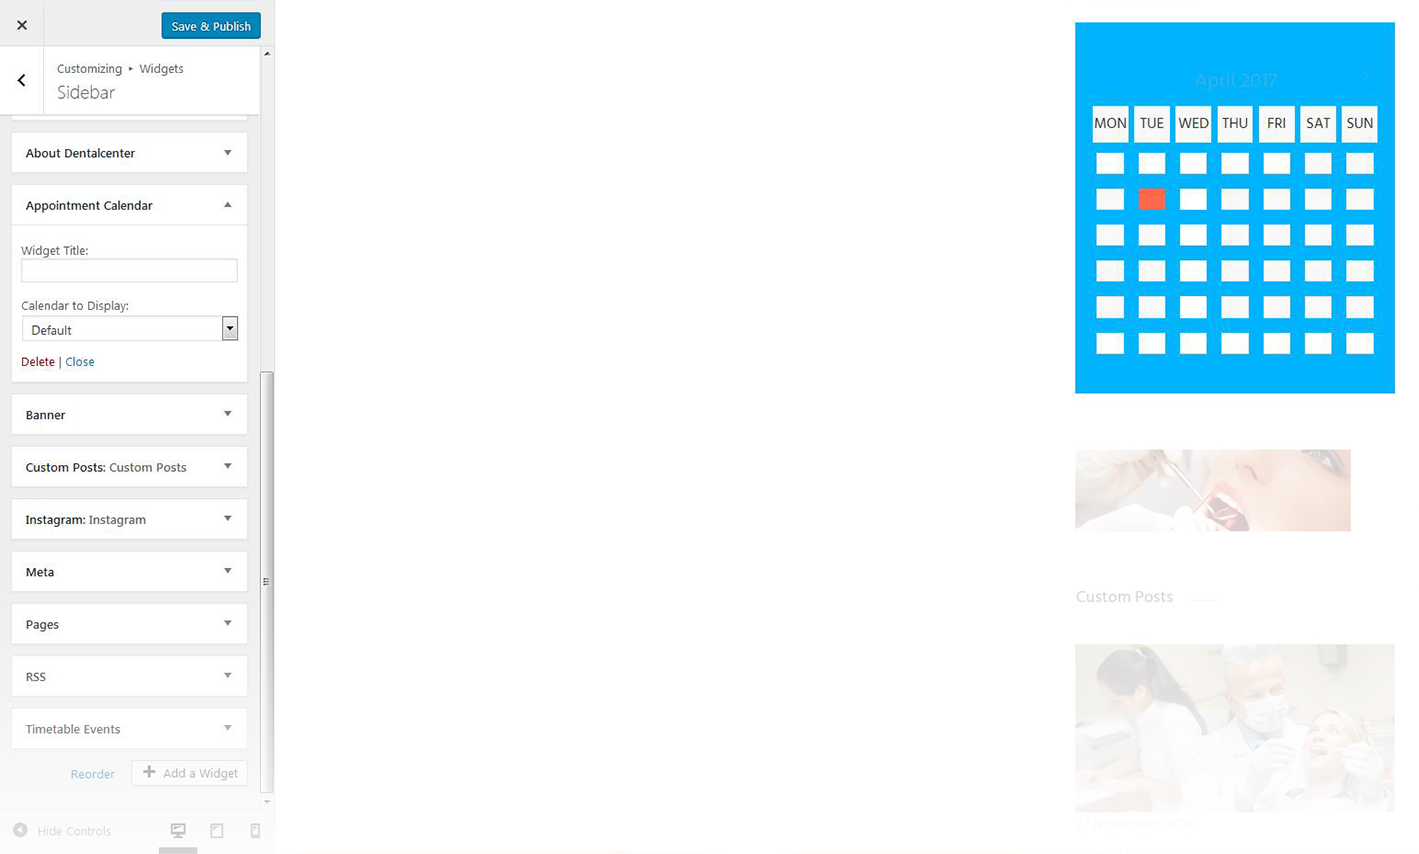 Save & Publish
Customizing ▸ Widgets
Sidebar
About Dentalcenter
Appointment Calendar
Widget Title:
Calendar to Display:
Default
Delete | Close
Banner
Custom Posts: Custom Posts
Instagram: Instagram
Meta
Pages
RSS
Timetable Events
Reorder
Add a Widget
Hide Controls
April 2017
MON TUE WED THU FRI SAT SUN
Custom Posts
27 November,